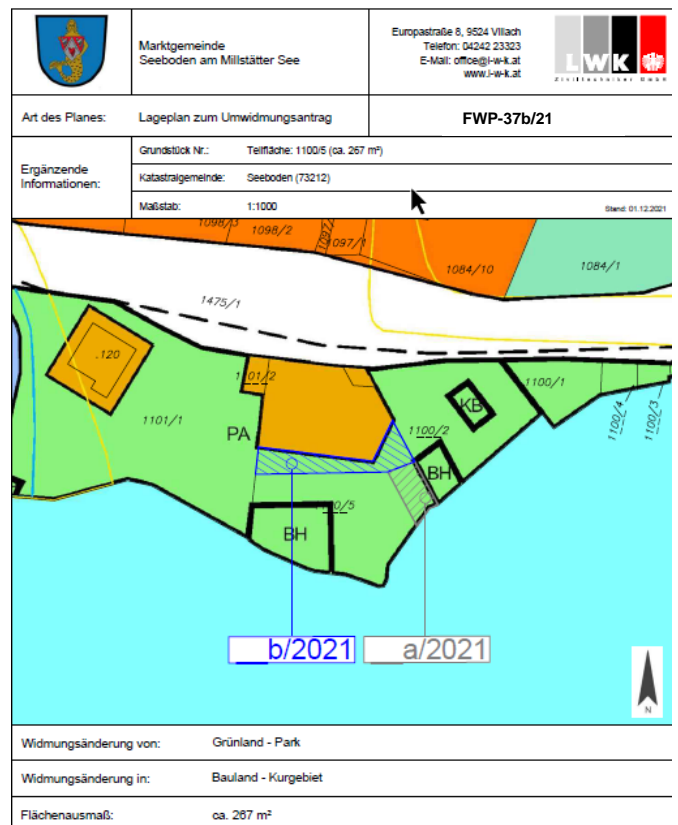 Marktgemeinde
Seeboden am Millstätter See
Europastraße 8, 9524 Villach
Telefon: 04242 23323
E-Mail: office@l-w-k.at
www.l-w-k.at
LWK
Ziviltechniker GmbH
Art des Planes:
Lageplan zum Umwidmungsantrag
FWP-37b/21
Ergänzende
Informationen:
Grundstück Nr.: Teilfläche: 1100/5 (ca. 267 m²)
Katastralgemeinde: Seeboden (73212)
Maßstab: 1:1000
Stand: 01.12.2021
1098/3
1098/2
1097/1
1084/10
1084/1
1475/1
.120
1101/2
1100/1
KB
1100/4
1100/3
1101/1
PA
1100/2
BH
BH
__b/2021
__a/2021
N
Widmungsänderung von: Grünland - Park
Widmungsänderung in: Bauland - Kurgebiet
Flächenausmaß: ca. 267 m²